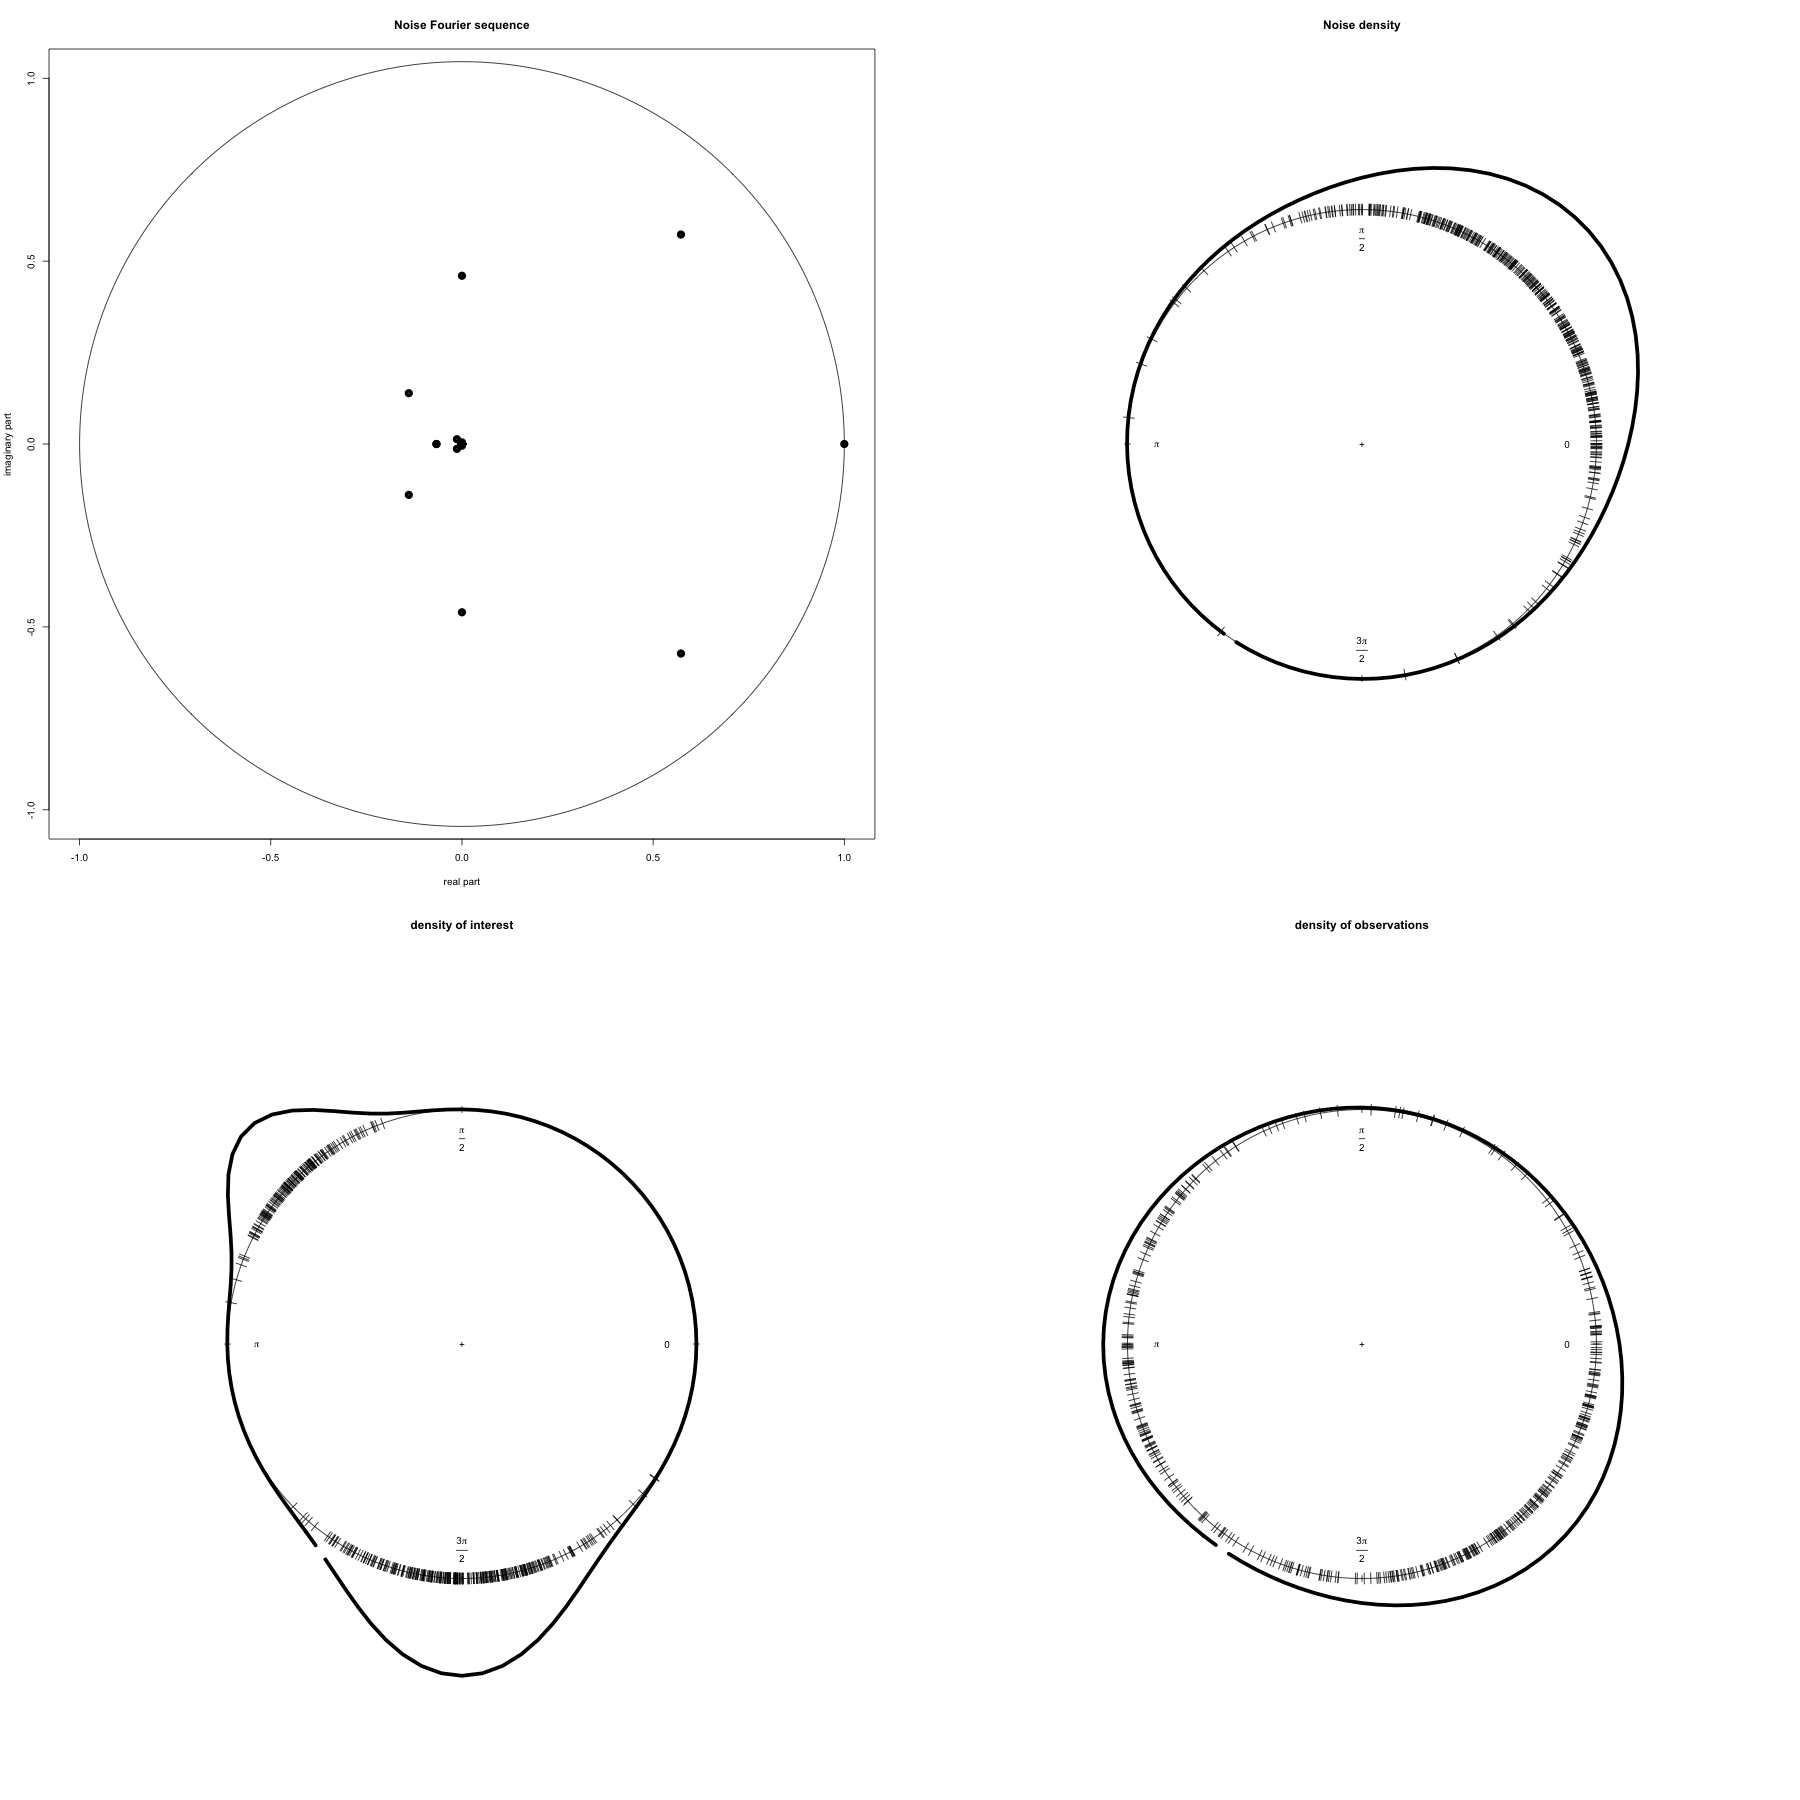 Noise Fourier sequence
1.0
0.5
0.0
-0.5
-1.0
imaginary part
-1.0 -0.5 0.0 0.5 1.0
real part
Noise density
π
2
π + 0
3π
2
density of interest
π
2
π + 0
3π
2
density of observations
π
2
π + 0
3π
2